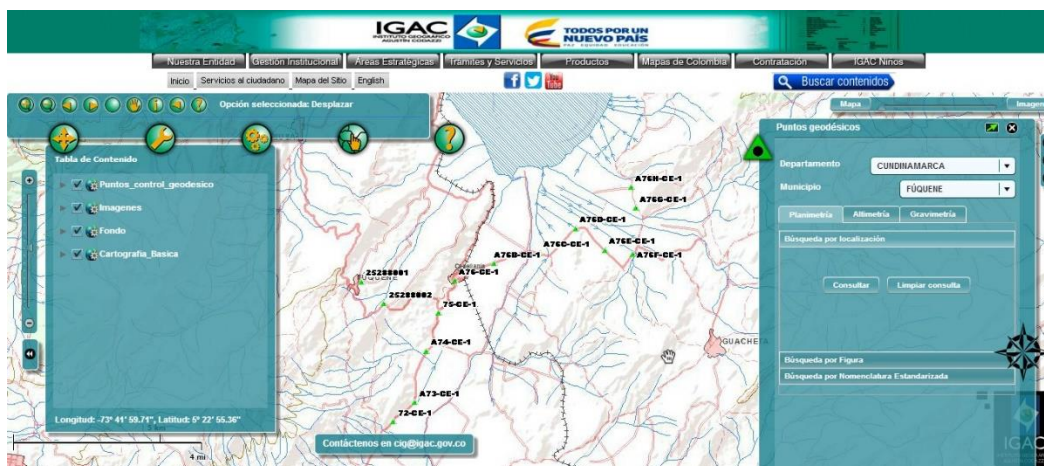 IGAC
INSTITUTO GEOGRÁFICO
AGUSTÍN CODAZZI
TODOS POR UN
NUEVO PAÍS
PAZ EQUIDAD EDUCACIÓN
Nuestra Entidad
Gestión Institucional
Áreas Estratégicas
Trámites y Servicios
Productos
Mapas de Colombia
Contratación
IGAC Niños
Inicio
Servicios al ciudadano
Mapa del Sitio
English
You
Tube
Buscar contenidos
Opción seleccionada: Desplazar
Mapa
Imagen
Tabla de Contenido
Puntos_control_geodesico
Imagenes
Fondo
Cartografia_Basica
Longitud: -73° 41' 59.71", Latitud: 5° 22' 55.36"
4 mi
Contáctenos en cig@igac.gov.co
A76H-CE-1
A76G-CE-1
A76D-CE-1
A76C-CE-1
A76E-CE-1
A76F-CE-1
A76B-CE-1
A76-CE-1
25288001
25288002
75-CE-1
A74-CE-1
A73-CE-1
72-CE-1
GUACHETÁ
Puntos geodésicos
Departamento
CUNDINAMARCA
Municipio
FÚQUENE
Planimetría
Altimetría
Gravimetría
Búsqueda por localización
Consultar
Limpiar consulta
Búsqueda por Figura
Búsqueda por Nomenclatura Estandarizada
IGAC